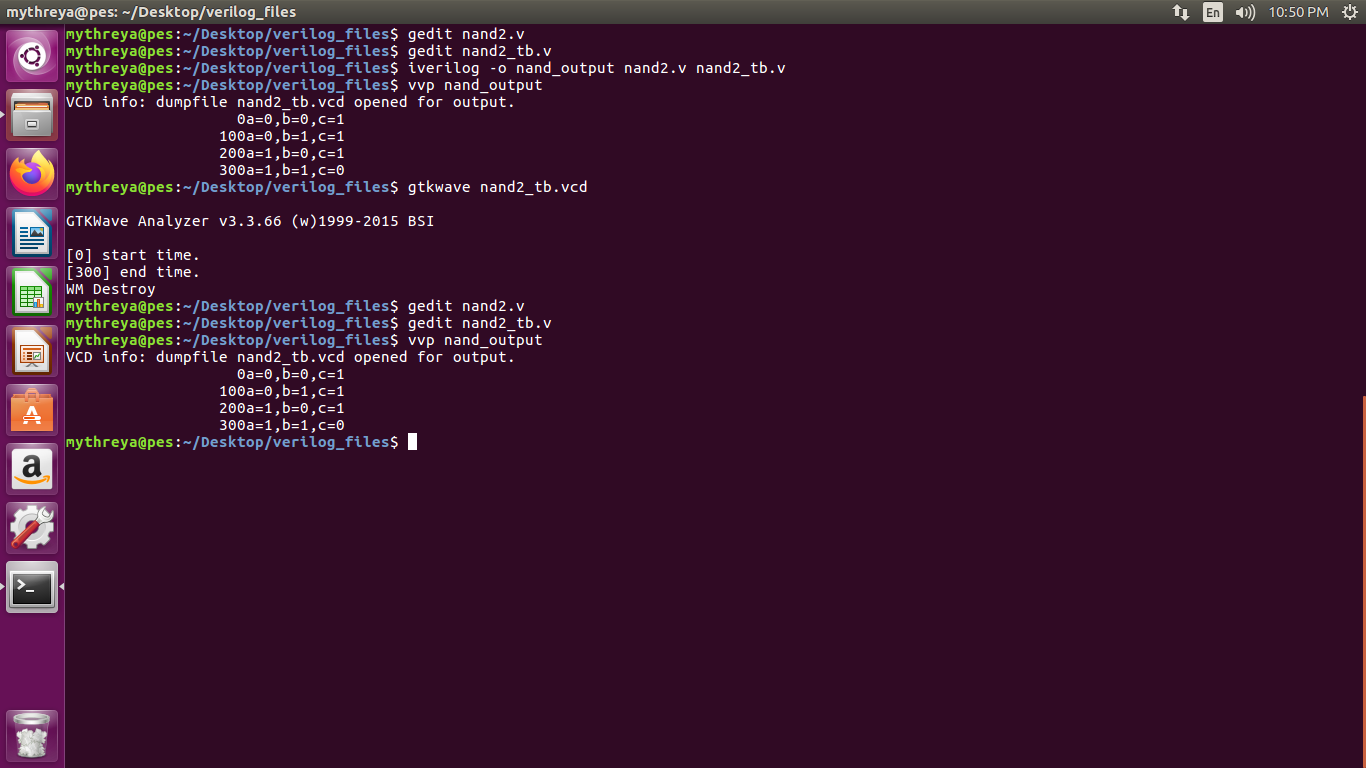 mythreya@pes: ~/Desktop/verilog_files
En
10:50 PM
mythreya@pes:~/Desktop/verilog_files$ gedit nand2.v
mythreya@pes:~/Desktop/verilog_files$ gedit nand2_tb.v
mythreya@pes:~/Desktop/verilog_files$ iverilog -o nand_output nand2.v nand2_tb.v
mythreya@pes:~/Desktop/verilog_files$ vvp nand_output
VCD info: dumpfile nand2_tb.vcd opened for output.
                   0a=0,b=0,c=1
                 100a=0,b=1,c=1
                 200a=1,b=0,c=1
                 300a=1,b=1,c=0
mythreya@pes:~/Desktop/verilog_files$ gtkwave nand2_tb.vcd
GTKWave Analyzer v3.3.66 (w)1999-2015 BSI
[0] start time.
[300] end time.
WM Destroy
mythreya@pes:~/Desktop/verilog_files$ gedit nand2.v
mythreya@pes:~/Desktop/verilog_files$ gedit nand2_tb.v
mythreya@pes:~/Desktop/verilog_files$ vvp nand_output
VCD info: dumpfile nand2_tb.vcd opened for output.
                   0a=0,b=0,c=1
                 100a=0,b=1,c=1
                 200a=1,b=0,c=1
                 300a=1,b=1,c=0
mythreya@pes:~/Desktop/verilog_files$